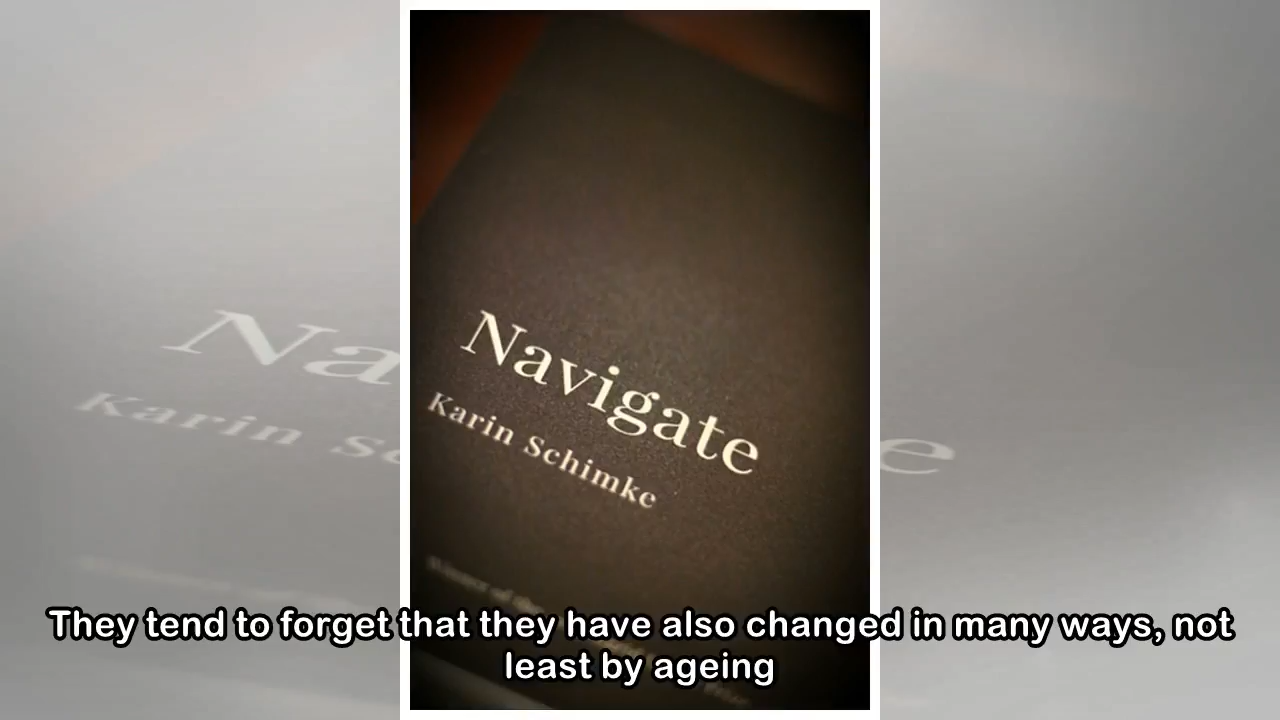 Navigate
Karin Schimke
They tend to forget that they have also changed in many ways, not
least by ageing